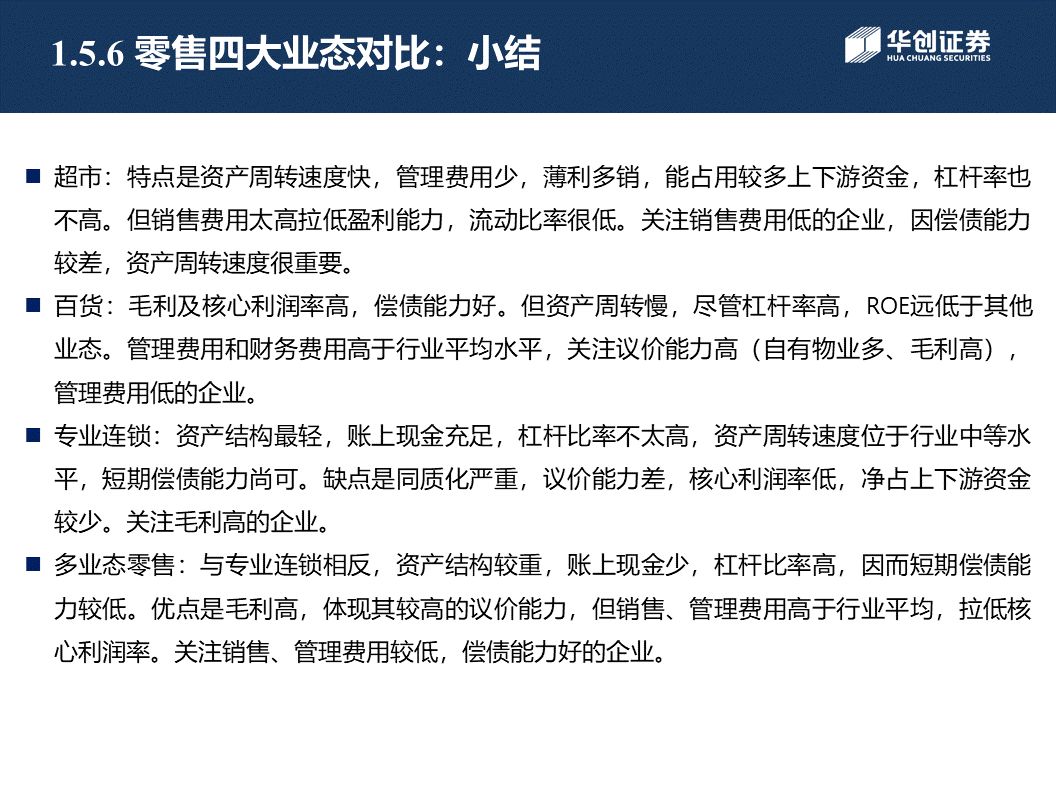 1.5.6 零售四大业态对比：小结
华创证券
HUA CHUANG SECURITIES
■ 超市：特点是资产周转速度快，管理费用少，薄利多销，能占用较多上下游资金，杠杆率也
不高。但销售费用太高拉低盈利能力，流动比率很低。关注销售费用低的企业，因偿债能力
较差，资产周转速度很重要。
■ 百货：毛利及核心利润率高，偿债能力好。但资产周转慢，尽管杠杆率高，ROE远低于其他
业态。管理费用和财务费用高于行业平均水平，关注议价能力高（自有物业多、毛利高），
管理费用低的企业。
■ 专业连锁：资产结构最轻，账上现金充足，杠杆比率不太高，资产周转速度位于行业中等水
平，短期偿债能力尚可。缺点是同质化严重，议价能力差，核心利润率低，净占上下游资金
较少。关注毛利高的企业。
■ 多业态零售：与专业连锁相反，资产结构较重，账上现金少，杠杆比率高，因而短期偿债能
力较低。优点是毛利高，体现其较高的议价能力，但销售、管理费用高于行业平均，拉低核
心利润率。关注销售、管理费用较低，偿债能力好的企业。